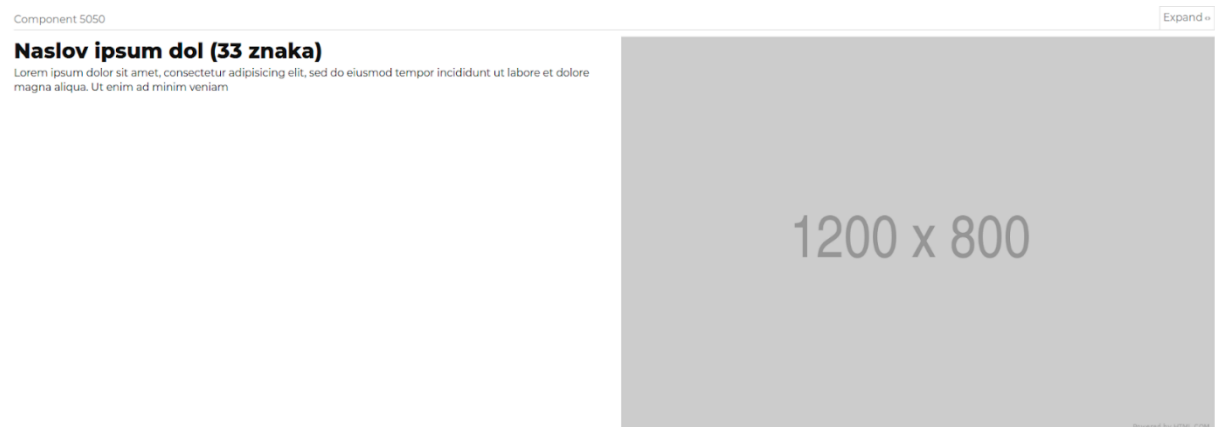 Component 5050
Expand ‹›
Naslov ipsum dol (33 znaka)
Lorem ipsum dolor sit amet, consectetur adipisicing elit, sed do eiusmod tempor incididunt ut labore et dolore
magna aliqua. Ut enim ad minim veniam
1200 x 800